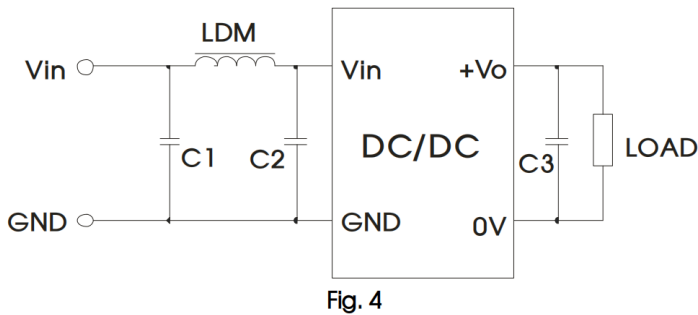 LDM
Vin
Vin
+Vo
C1
C2
DC/DC
C3
LOAD
GND
GND
0V
Fig. 4